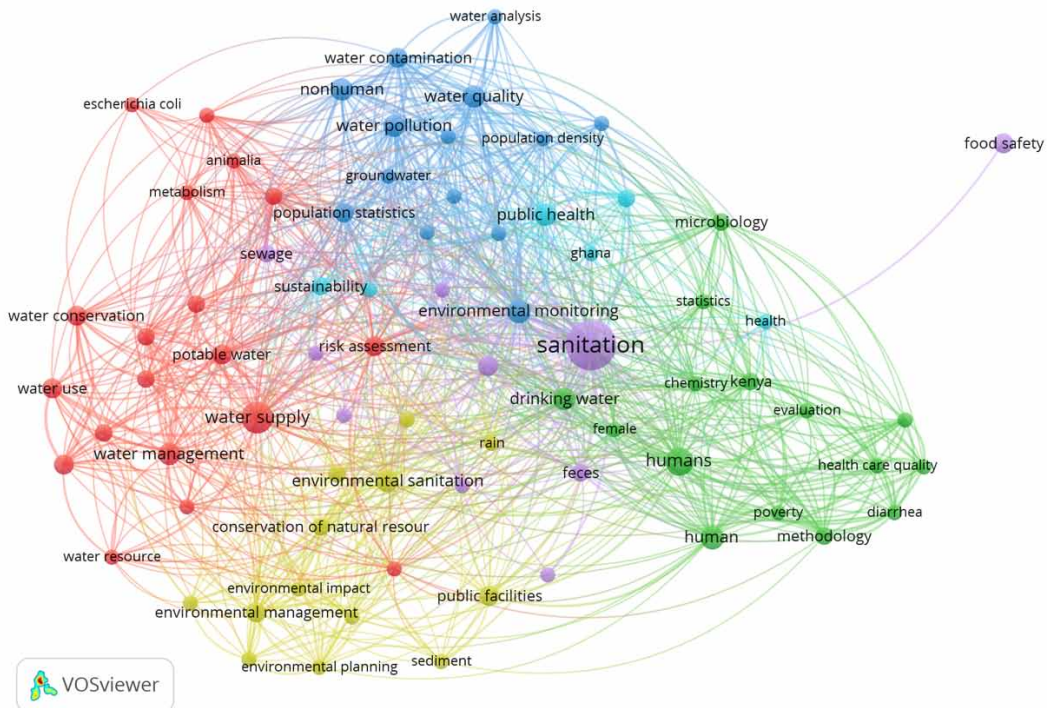 water analysis
water contamination
nonhuman
water quality
escherichia coli
water pollution
population density
food safety
animalia
groundwater
metabolism
population statistics
public health
microbiology
sewage
ghana
sustainability
statistics
water conservation
environmental monitoring
health
risk assessment
sanitation
potable water
water use
chemistry
kenya
drinking water
evaluation
water supply
female
rain
water management
humans
health care quality
environmental sanitation
feces
conservation of natural resour
poverty
diarrhea
human
methodology
water resource
environmental impact
public facilities
environmental management
sediment
environmental planning
VOSviewer